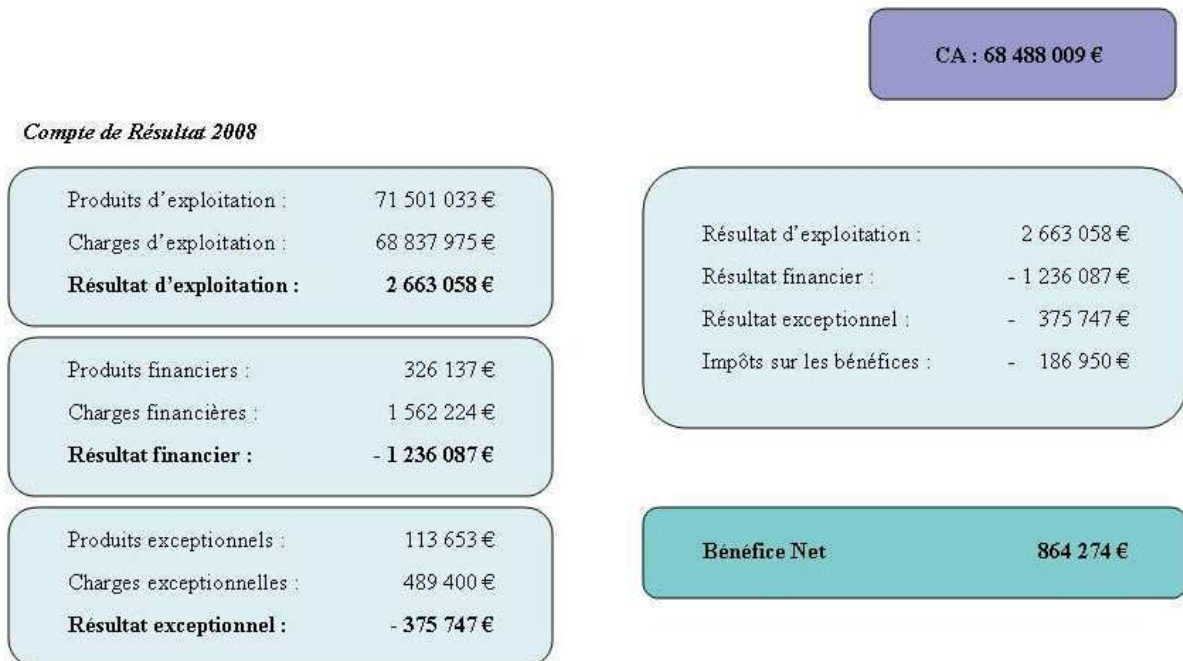 CA : 68 488 009 €
Compte de Résultat 2008
Produits d'exploitation : 71 501 033 €
Charges d'exploitation : 68 837 975 €
Résultat d'exploitation : 2 663 058 €
Produits financiers : 326 137 €
Charges financières : 1 562 224 €
Résultat financier : - 1 236 087 €
Produits exceptionnels : 113 653 €
Charges exceptionnelles : 489 400 €
Résultat exceptionnel : - 375 747 €
Résultat d'exploitation : 2 663 058 €
Résultat financier : - 1 236 087 €
Résultat exceptionnel : - 375 747 €
Impôts sur les bénéfices : - 186 950 €
Bénéfice Net 864 274 €